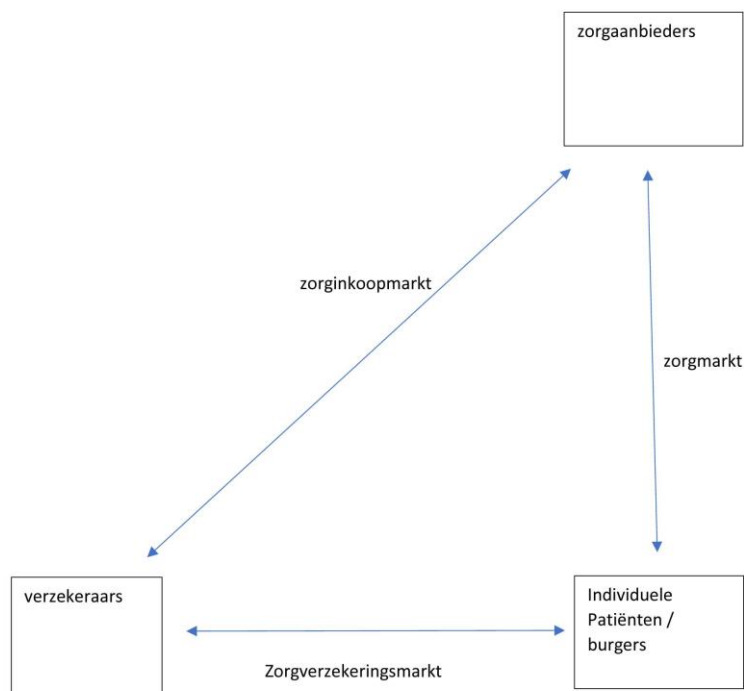 zorgaanbieders
zorginkoopmarkt
zorgmarkt
verzekeraars
Individuele
Patiënten /
burgers
Zorgverzekeringsmarkt